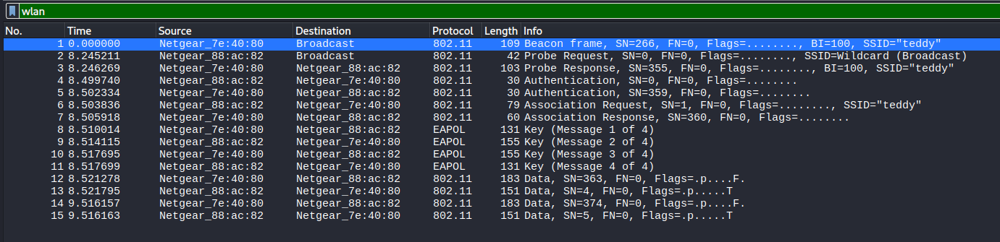 wlan
No. Time Source Destination Protocol Length Info
1 0.000000 Netgear_7e:40:80 Broadcast 802.11 109 Beacon frame, SN=266, FN=0, Flags=........, BI=100, SSID="teddy"
2 8.245211 Netgear_88:ac:82 Broadcast 802.11 42 Probe Request, SN=0, FN=0, Flags=........, SSID=Wildcard (Broadcast)
3 8.246269 Netgear_7e:40:80 Netgear_88:ac:82 802.11 103 Probe Response, SN=355, FN=0, Flags=........, BI=100, SSID="teddy"
4 8.499740 Netgear_88:ac:82 Netgear_7e:40:80 802.11 30 Authentication, SN=0, FN=0, Flags=........
5 8.502334 Netgear_7e:40:80 Netgear_88:ac:82 802.11 30 Authentication, SN=359, FN=0, Flags=........
6 8.503836 Netgear_88:ac:82 Netgear_7e:40:80 802.11 79 Association Request, SN=1, FN=0, Flags=........, SSID="teddy"
7 8.505918 Netgear_7e:40:80 Netgear_88:ac:82 802.11 60 Association Response, SN=360, FN=0, Flags=........
8 8.510014 Netgear_7e:40:80 Netgear_88:ac:82 EAPOL 131 Key (Message 1 of 4)
9 8.514115 Netgear_88:ac:82 Netgear_7e:40:80 EAPOL 155 Key (Message 2 of 4)
10 8.517695 Netgear_7e:40:80 Netgear_88:ac:82 EAPOL 155 Key (Message 3 of 4)
11 8.517699 Netgear_88:ac:82 Netgear_7e:40:80 EAPOL 131 Key (Message 4 of 4)
12 8.521278 Netgear_7e:40:80 Netgear_88:ac:82 802.11 183 Data, SN=363, FN=0, Flags=.p....F.
13 8.521795 Netgear_88:ac:82 Netgear_7e:40:80 802.11 151 Data, SN=4, FN=0, Flags=.p.....T
14 9.516157 Netgear_7e:40:80 Netgear_88:ac:82 802.11 183 Data, SN=374, FN=0, Flags=.p....F.
15 9.516163 Netgear_88:ac:82 Netgear_7e:40:80 802.11 151 Data, SN=5, FN=0, Flags=.p.....T